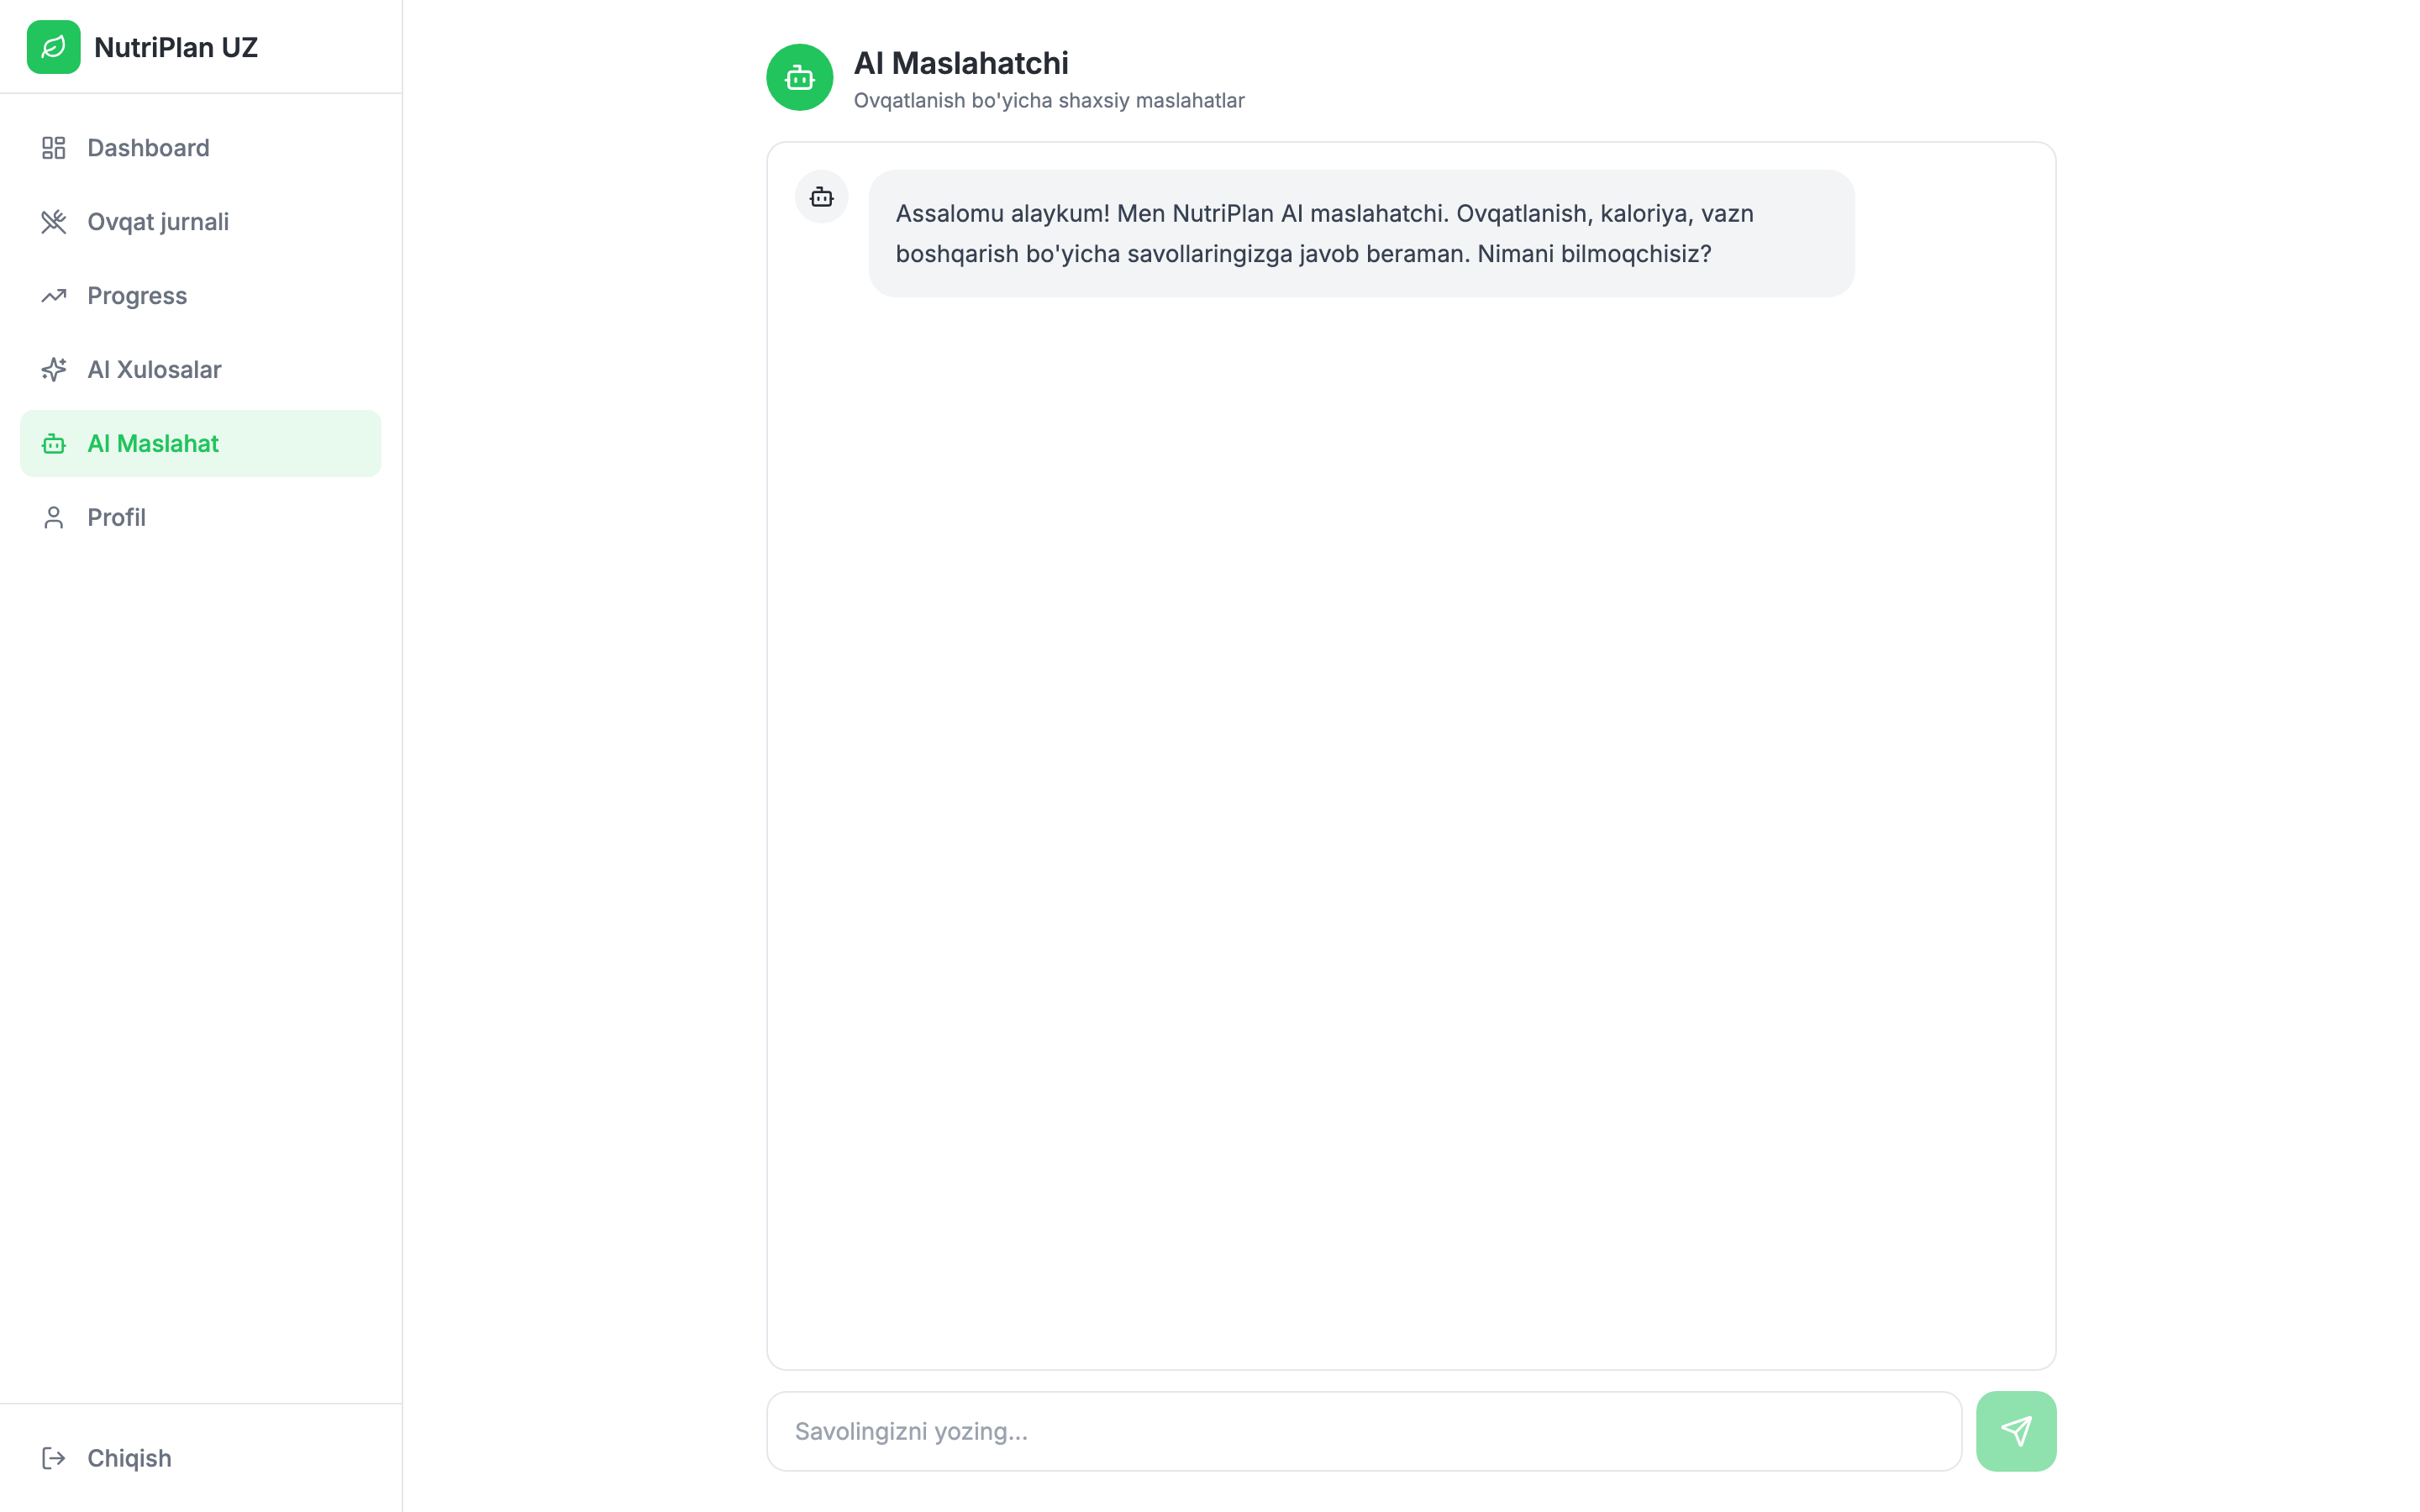 NutriPlan UZ
Dashboard
Ovqat jurnali
Progress
AI Xulosalar
AI Maslahat
Profil
Chiqish
AI Maslahatchi
Ovqatlanish bo'yicha shaxsiy maslahatlar
Assalomu alaykum! Men NutriPlan AI maslahatchi. Ovqatlanish, kaloriya, vazn
boshqarish bo'yicha savollaringizga javob beraman. Nimani bilmoqchisiz?
Savolingizni yozing...